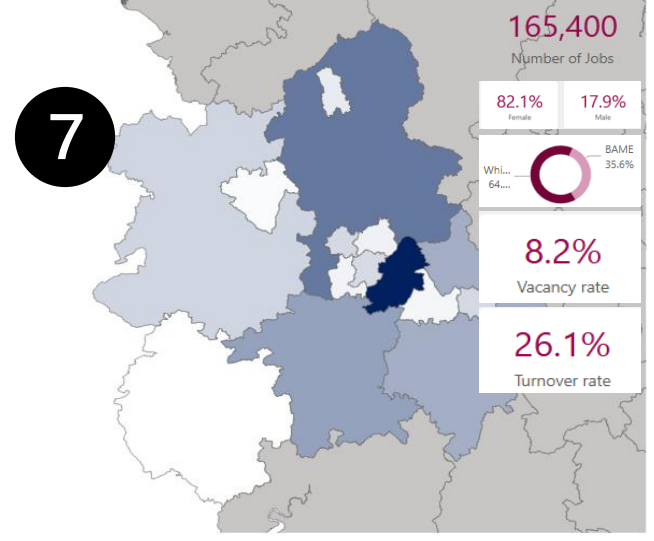 7
165,400
Number of Jobs
82.1%
Female
17.9%
Male
BAME
35.6%
Whi...
64....
8.2%
Vacancy rate
26.1%
Turnover rate